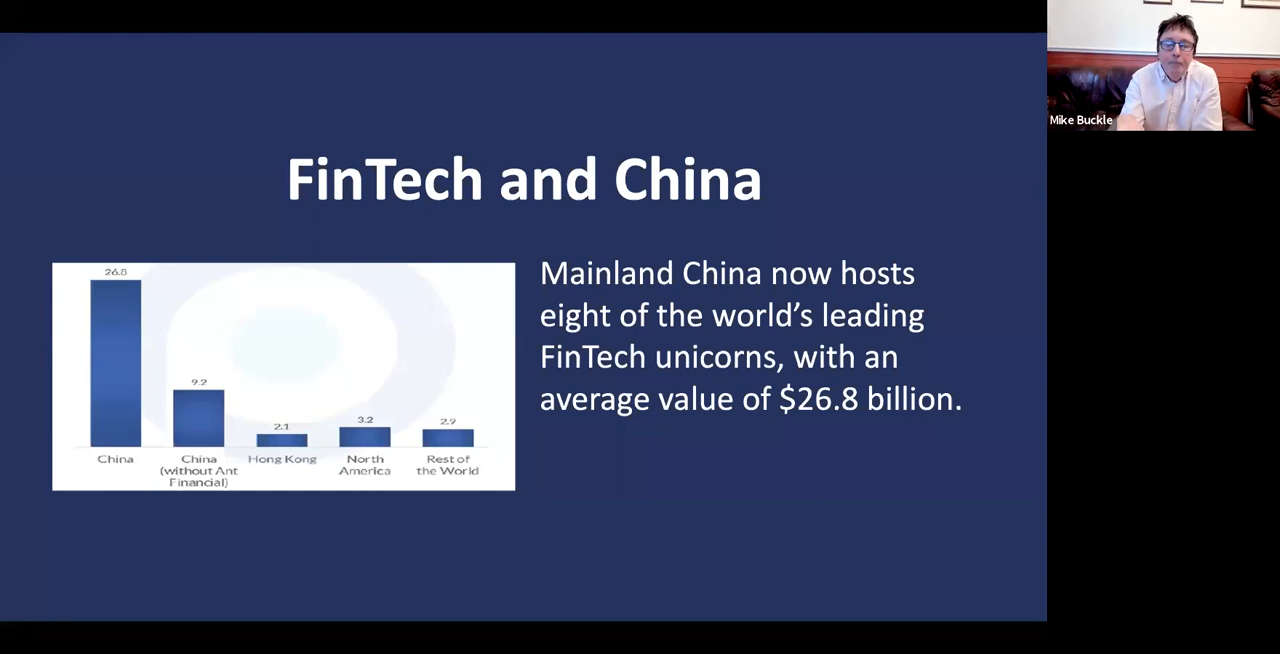 FinTech and China
26.8
9.2
2.1
3.2
2.9
China
China
(without Ant
Financial)
Hong Kong
North
America
Rest of
the World
Mainland China now hosts
eight of the world’s leading
FinTech unicorns, with an
average value of $26.8 billion.
Mike Buckle